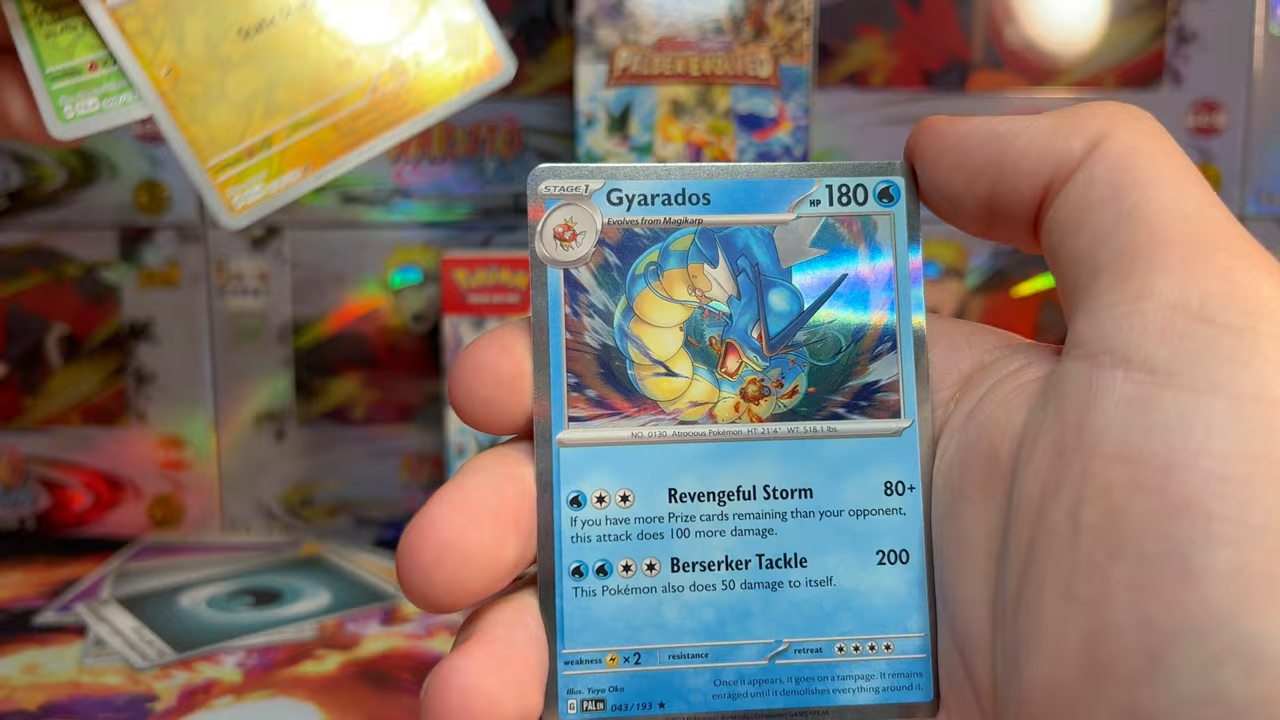 PALDEA EVOLVED
STAGE 1
Gyarados
HP 180
Evolves from Magikarp
NO. 0130 Atrocious Pokémon HT: 21'4" WT: 518.1 lbs
Revengeful Storm 80+
If you have more Prize cards remaining than your opponent,
this attack does 100 more damage.
Berserker Tackle 200
This Pokémon also does 50 damage to itself.
weakness ×2 resistance retreat
Once it appears, it goes on a rampage. It remains
enraged until it demolishes everything around it.
Illus. Yuya Oka
G PAL EN 043/193 ★
Pokémon
NARUTO